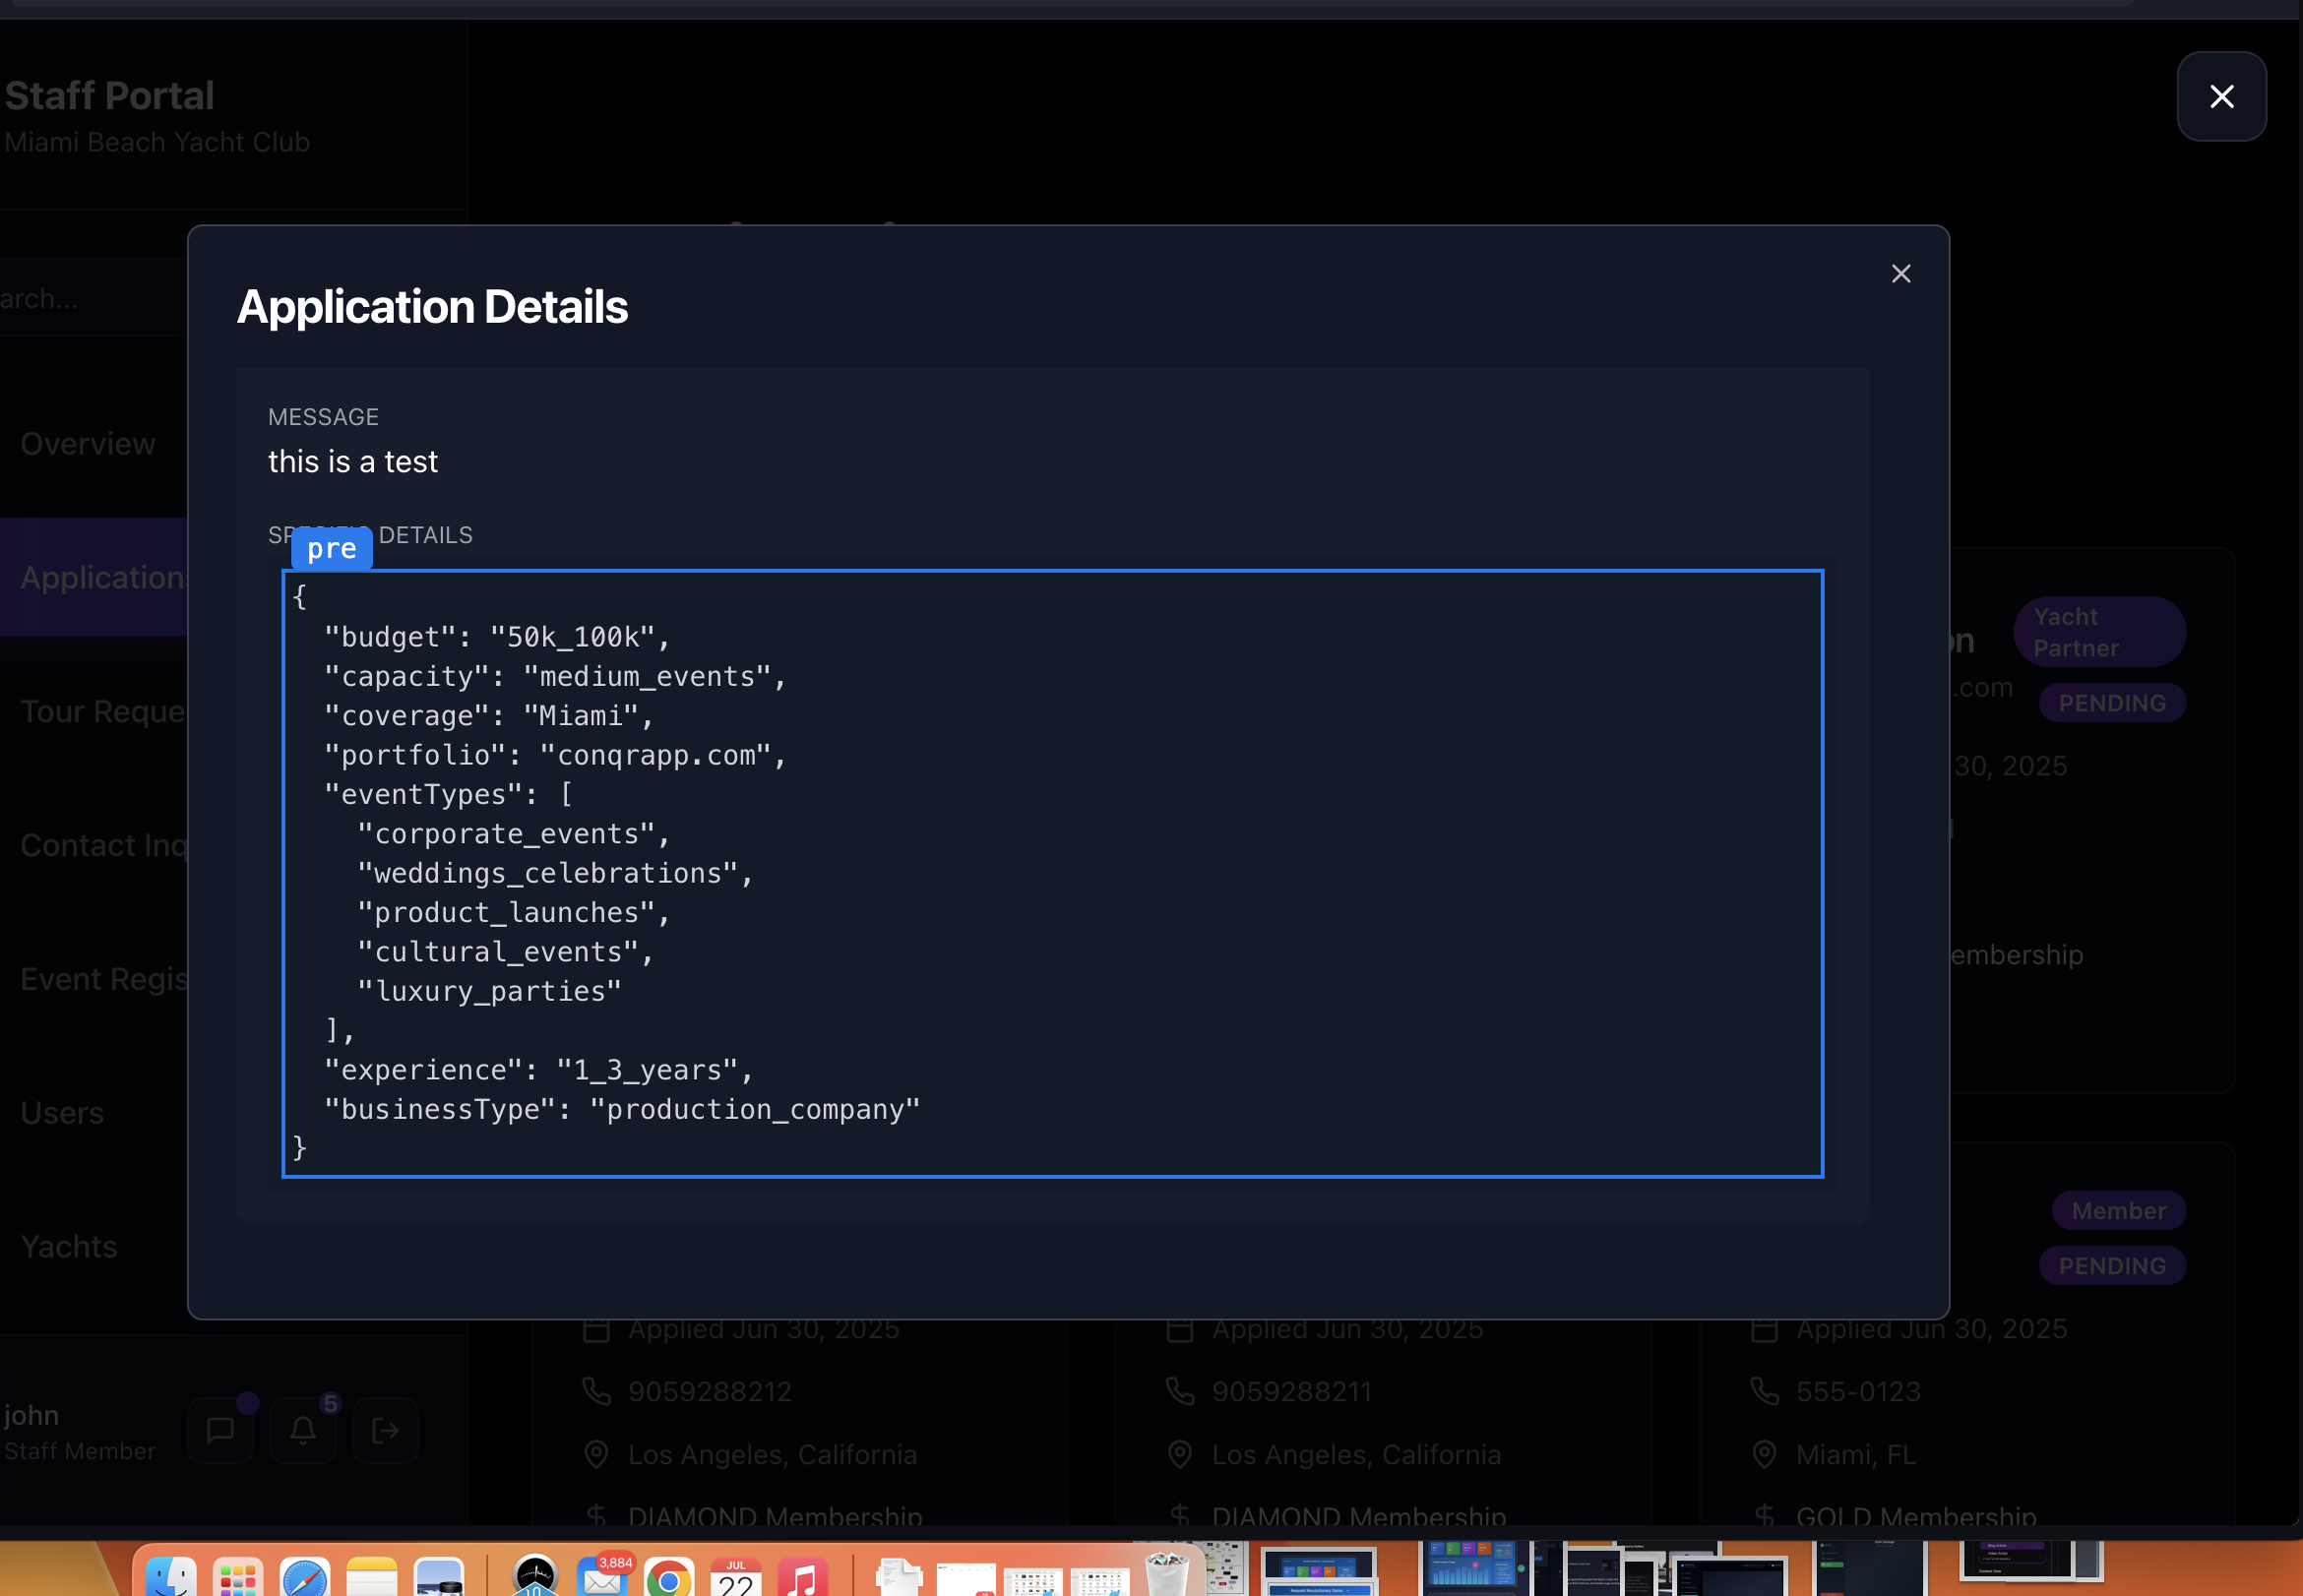 Staff Portal
Miami Beach Yacht Club
arch...
Overview
Applications
Tour Reque
Contact Inq
Event Regis
Users
Yachts
john
Staff Member
5
Application Details
MESSAGE
this is a test
DETAILS
pre
{
  "budget": "50k_100k",
  "capacity": "medium_events",
  "coverage": "Miami",
  "portfolio": "conqrapp.com",
  "eventTypes": [
    "corporate_events",
    "weddings_celebrations",
    "product_launches",
    "cultural_events",
    "luxury_parties"
  ],
  "experience": "1_3_years",
  "businessType": "production_company"
}
on
Yacht
Partner
.com
PENDING
30, 2025
embership
Member
PENDING
Applied Jun 30, 2025
9059288212
Los Angeles, California
DIAMOND Membership
Applied Jun 30, 2025
9059288211
Los Angeles, California
DIAMOND Membership
Applied Jun 30, 2025
555-0123
Miami, FL
GOLD Membership
3,884
JUL
22